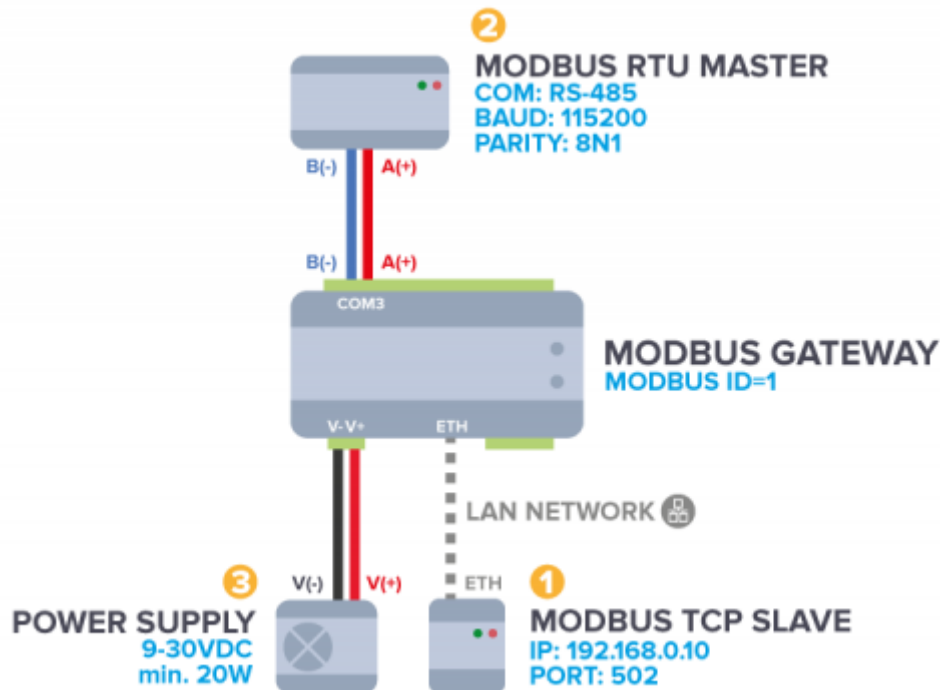 2
MODBUS RTU MASTER
COM: RS-485
BAUD: 115200
PARITY: 8N1
B(-) A(+)
B(-) A(+)
COM3
MODBUS GATEWAY
MODBUS ID=1
V- V+ ETH
LAN NETWORK
3 V(-) V(+) ETH 1
POWER SUPPLY
9-30VDC
min. 20W
MODBUS TCP SLAVE
IP: 192.168.0.10
PORT: 502